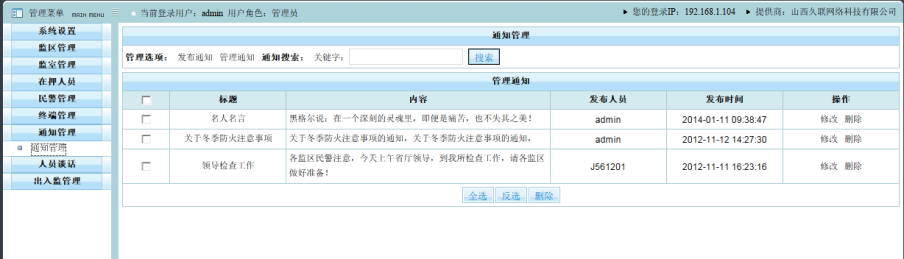 管理菜单 MAIN MENU
当前登录用户：admin 用户角色：管理员
您的登录IP：192.168.1.104
提供商：山西久联网络科技有限公司
系统设置
监区管理
监室管理
在押人员
民警管理
终端管理
通知管理
通知管理
人员谈话
出入监管理
通知管理
管理选项： 发布通知 管理通知 通知搜索： 关键字： 搜索
管理通知
标题 内容 发布人员 发布时间 操作
名人名言 黑格尔说：在一个深刻的灵魂里，即便是痛苦，也不失其之美！ admin 2014-01-11 09:38:47 修改 删除
关于冬季防火注意事项 关于冬季防火注意事项的通知，关于冬季防火注意事项的通知， admin 2012-11-12 14:27:30 修改 删除
领导检查工作 各监区民警注意，今天上午省厅领导，到我所检查工作，请各监区 J561201 2012-11-11 16:23:16 修改 删除
做好准备！
全选 反选 删除